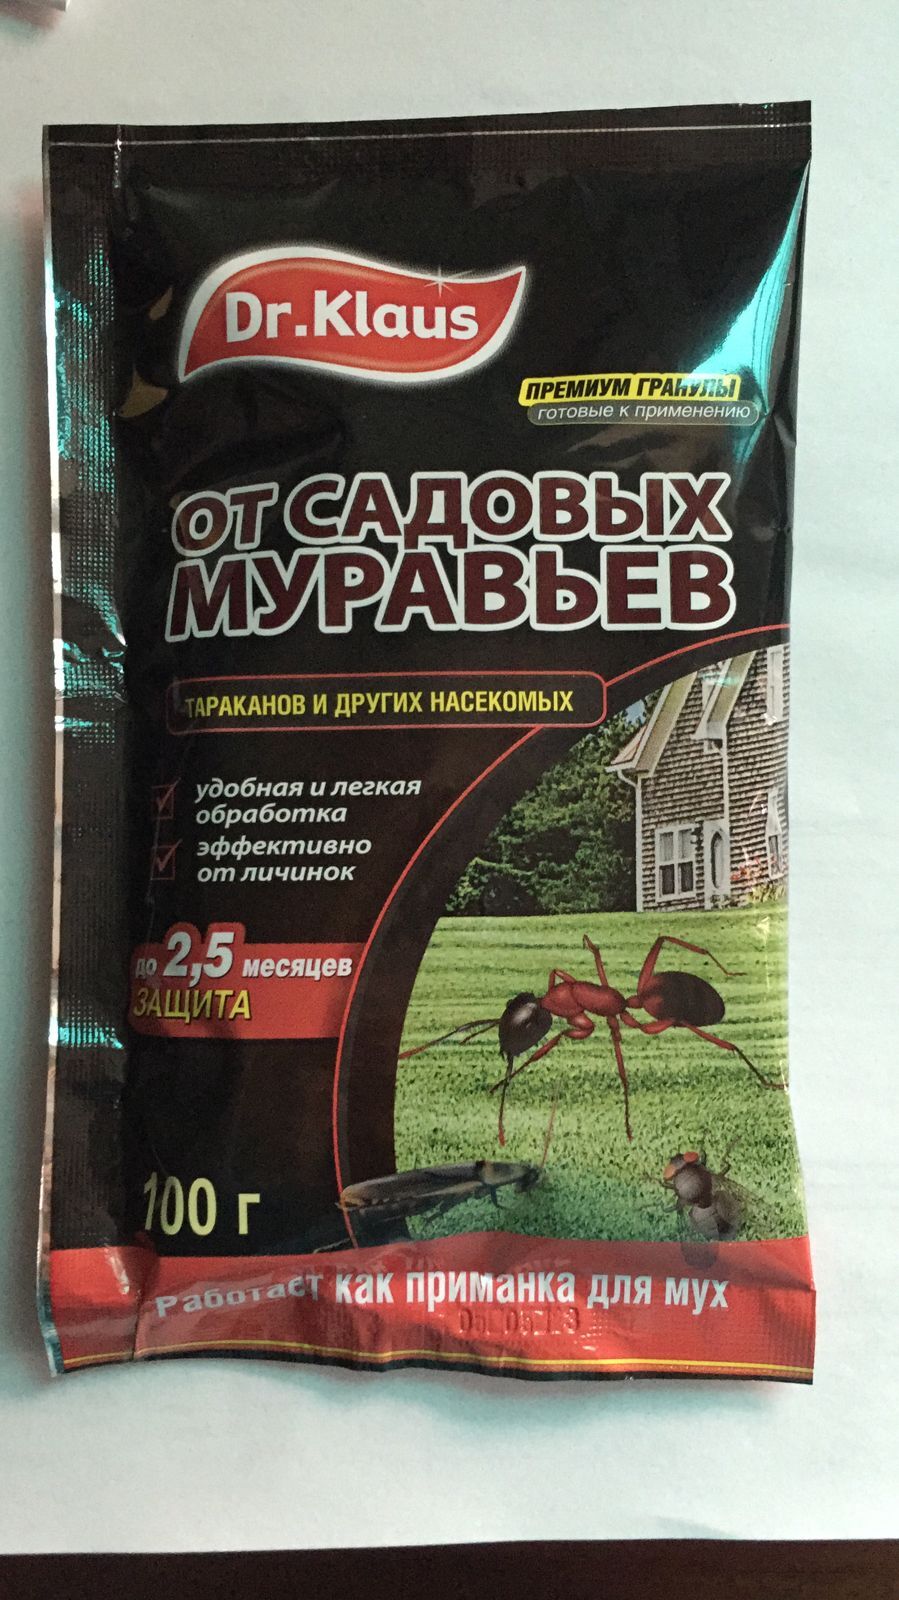 Dr.Klaus
ПРЕМИУМ ГРАНУЛЫ
готовые к применению
ОТ САДОВЫХ
МУРАВЬЕВ
ТАРАКАНОВ И ДРУГИХ НАСЕКОМЫХ
удобная и легкая
обработка
эффективно
от личинок
до 2,5 месяцев
ЗАЩИТА
100 г
Работает как приманка для мух